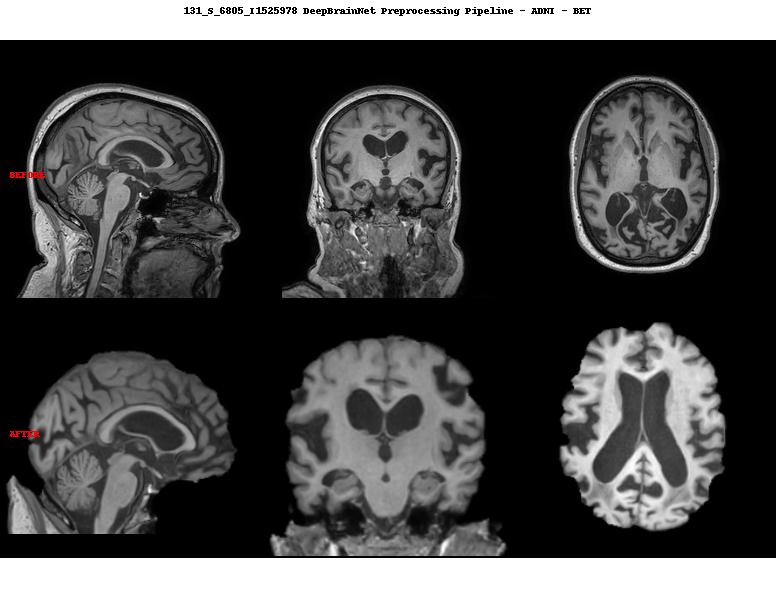 131_S_6805_I1525978 DeepBrainNet Preprocessing Pipeline - ADNI - BET
BEFORE
AFTER